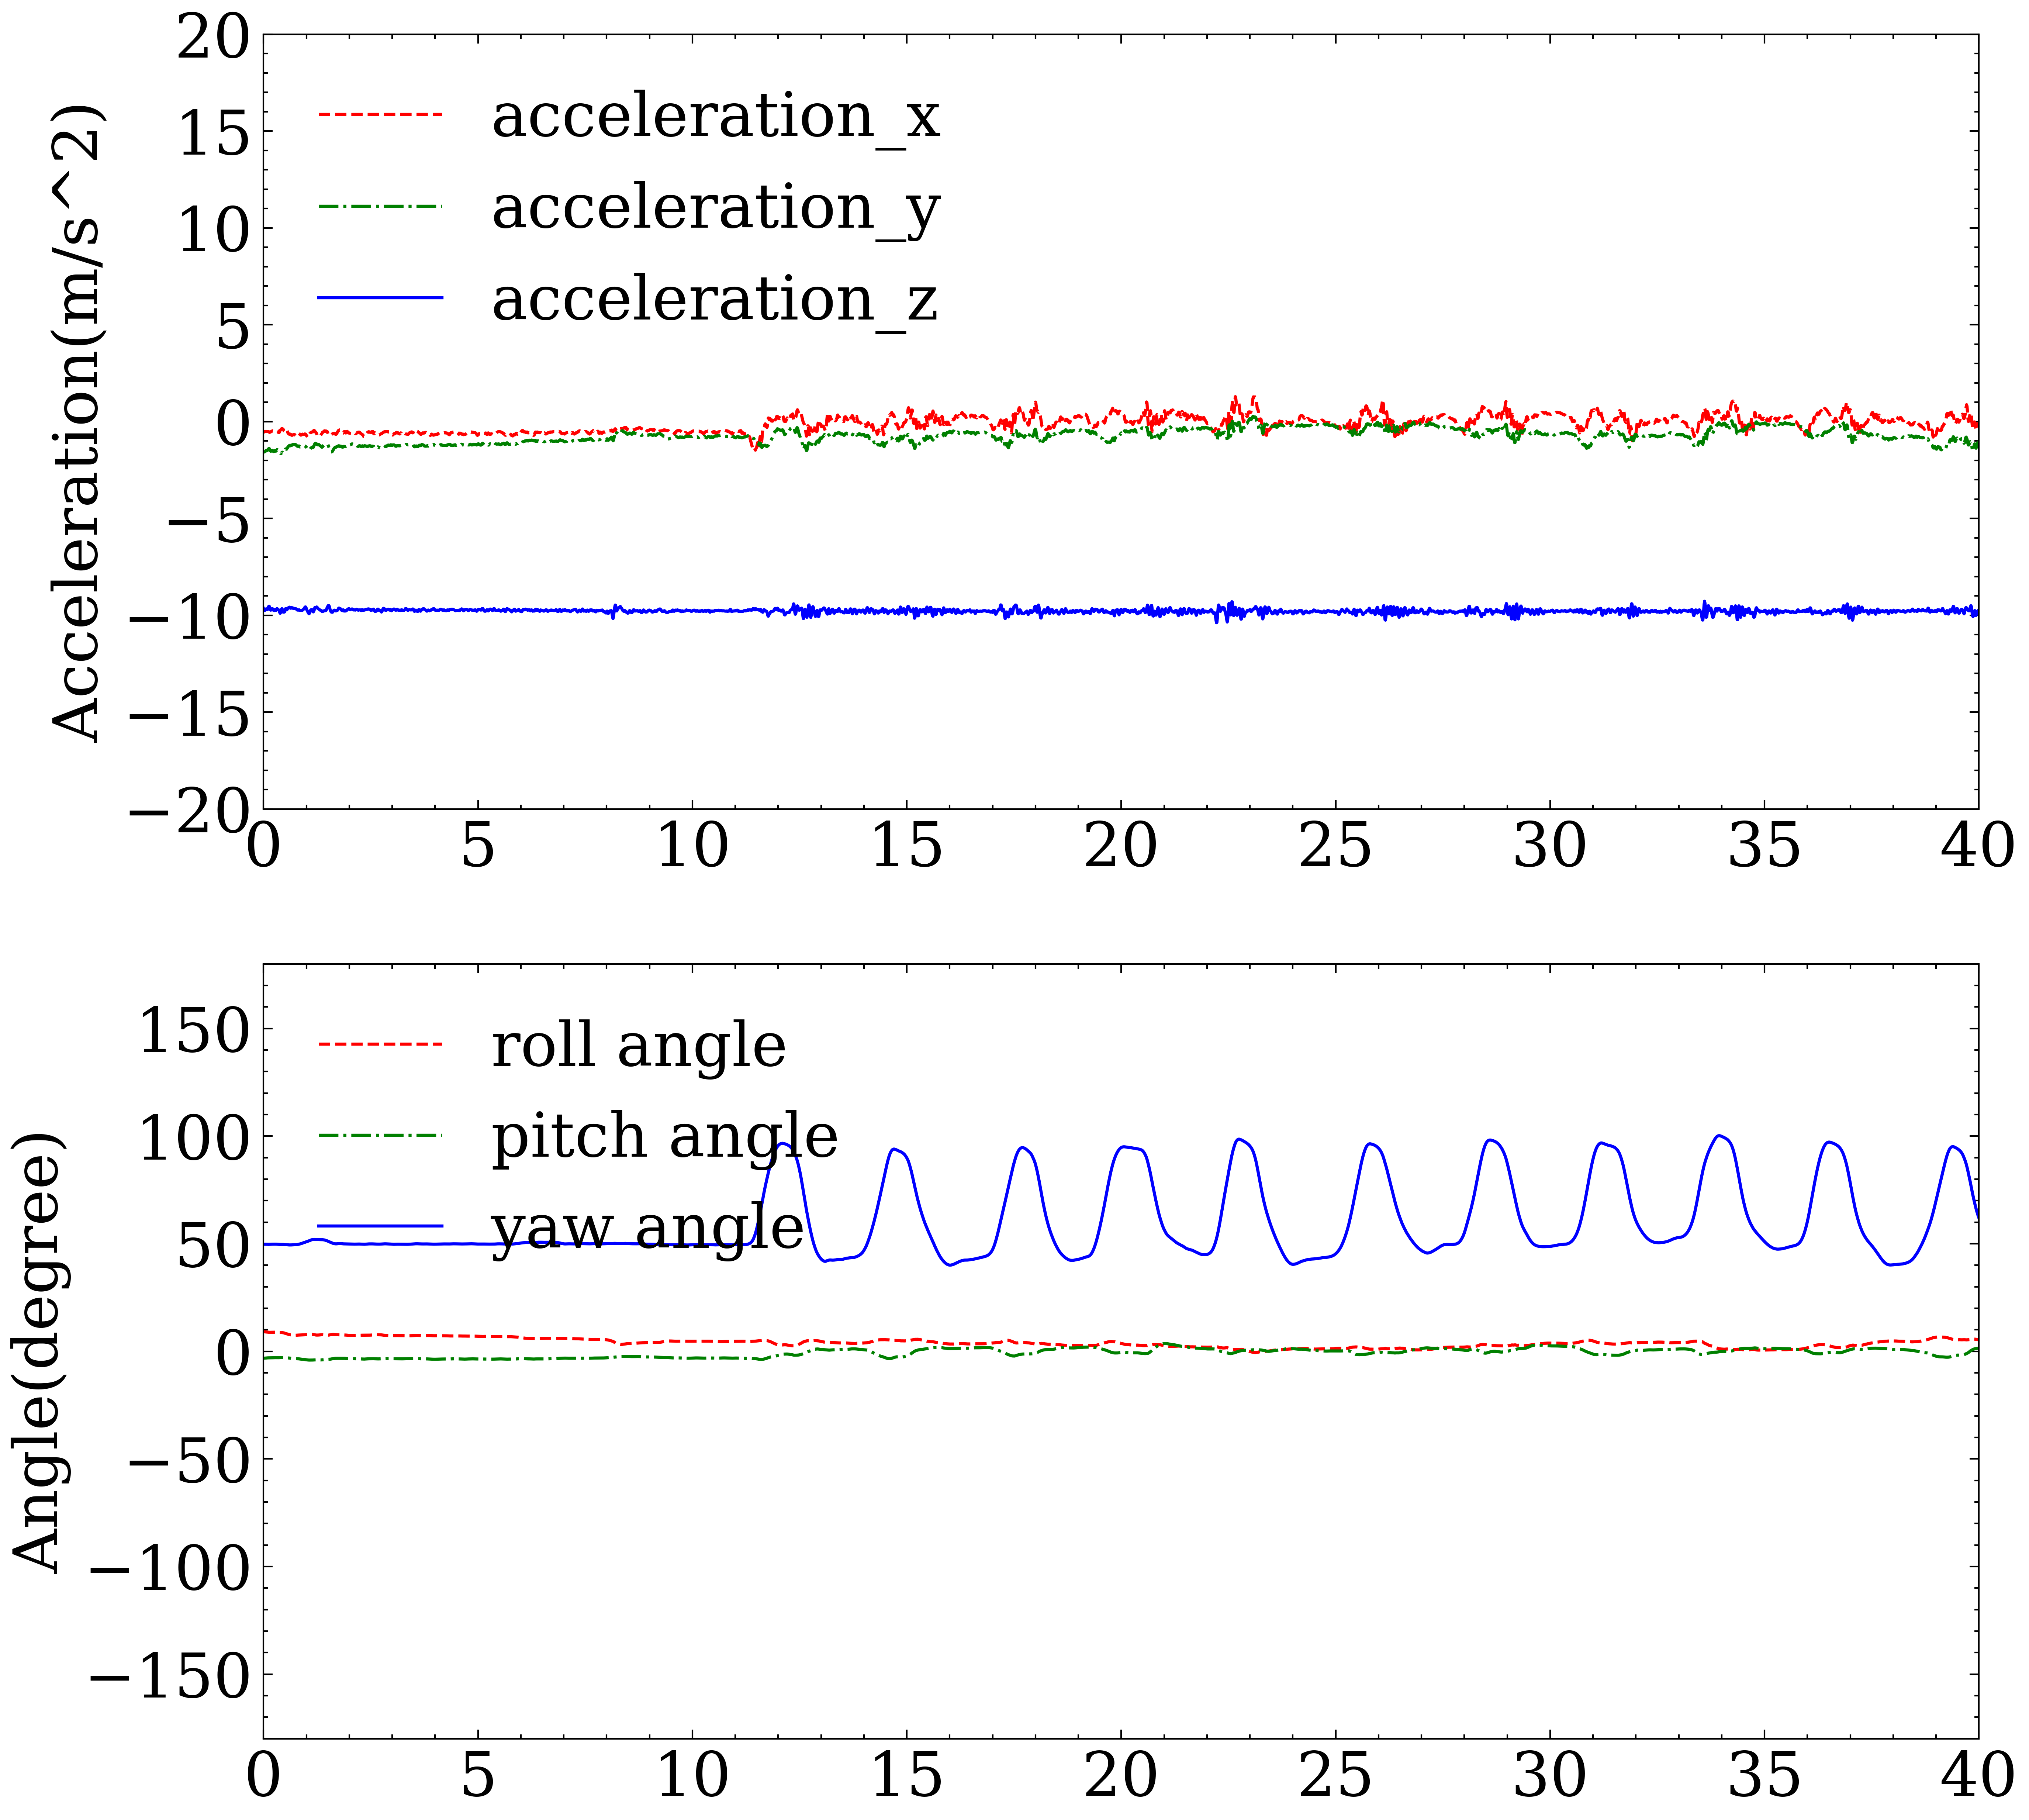 Acceleration(m/s^2)
20
15
10
5
0
−5
−10
−15
−20
acceleration_x
acceleration_y
acceleration_z
0 5 10 15 20 25 30 35 40
Angle(degree)
150
100
50
0
−50
−100
−150
roll angle
pitch angle
yaw angle
0 5 10 15 20 25 30 35 40